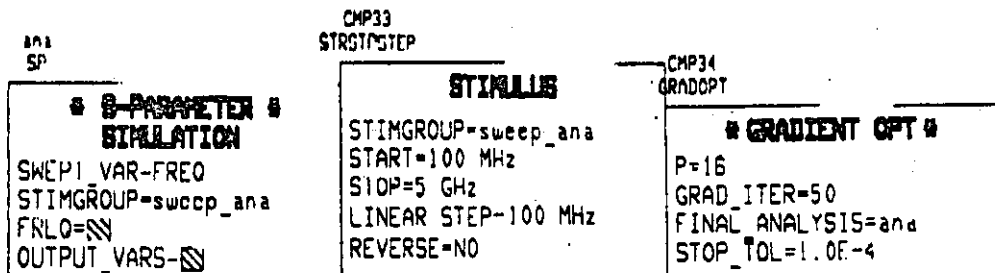 ana
SP
# S-PARAMETER #
SIMULATION
SWEPT_VAR-FREQ
STIMGROUP=sweep_ana
FREQ=
OUTPUT_VARS-
CMP33
STRSTPSTEP
STIMULUS
STIMGROUP=sweep_ana
START=100 MHz
STOP=5 GHz
LINEAR STEP-100 MHz
REVERSE=NO
CMP34
GRADOPT
# GRADIENT OPT #
P=16
GRAD_ITER=50
FINAL_ANALYSIS=ana
STOP_TOL=1.0E-4